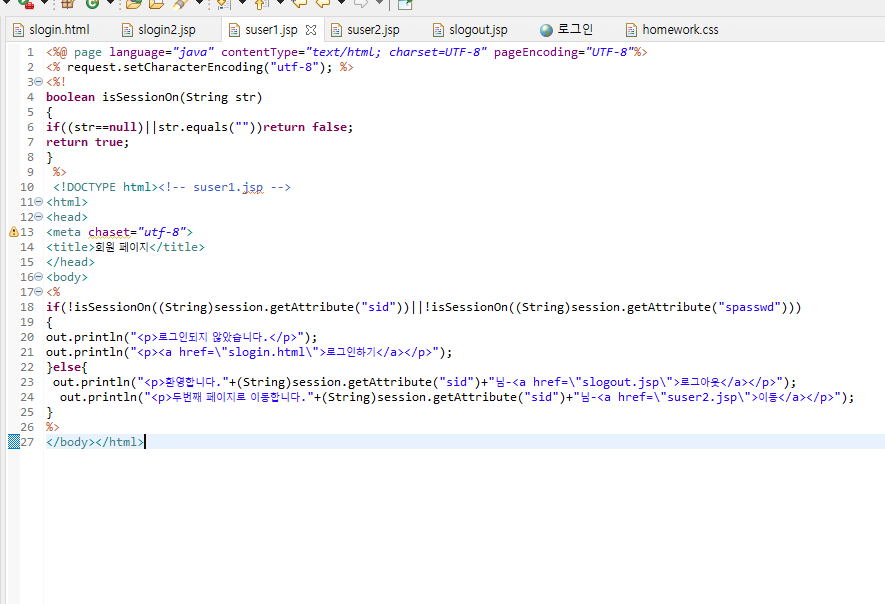 slogin.html slogin2.jsp suser1.jsp suser2.jsp slogout.jsp 로그인 homework.css
1 <%@ page language="java" contentType="text/html; charset=UTF-8" pageEncoding="UTF-8"%>
2 <% request.setCharacterEncoding("utf-8"); %>
3 <%!
4 boolean isSessionOn(String str)
5 {
6 if((str==null)||str.equals(""))return false;
7 return true;
8 }
9 %>
10 <!DOCTYPE html><!-- suser1.jsp -->
11 <html>
12 <head>
13 <meta chaset="utf-8">
14 <title>회원 페이지</title>
15 </head>
16 <body>
17 <%
18 if(!isSessionOn((String)session.getAttribute("sid"))||!isSessionOn((String)session.getAttribute("spasswd")))
19 {
20 out.println("<p>로그인되지 않았습니다.</p>");
21 out.println("<p><a href=\"slogin.html\">로그인하기</a></p>");
22 }else{
23 out.println("<p>환영합니다."+(String)session.getAttribute("sid")+"님-<a href=\"slogout.jsp\">로그아웃</a></p>");
24 out.println("<p>두번째 페이지로 이동합니다."+(String)session.getAttribute("sid")+"님-<a href=\"suser2.jsp\">이동</a></p>");
25 }
26 %>
27 </body></html>